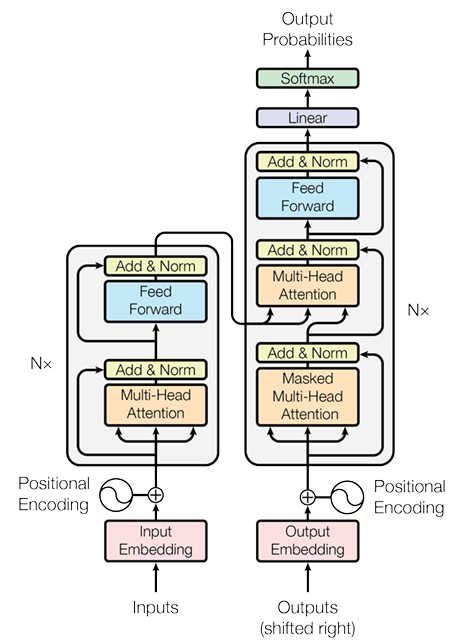 Output
Probabilities
Softmax
Linear
Add & Norm
Feed
Forward
Add & Norm
Multi-Head
Attention
Add & Norm
Masked
Multi-Head
Attention
N×
Add & Norm
Feed
Forward
N×
Add & Norm
Multi-Head
Attention
Positional
Encoding
Positional
Encoding
Input
Embedding
Output
Embedding
Inputs
Outputs
(shifted right)